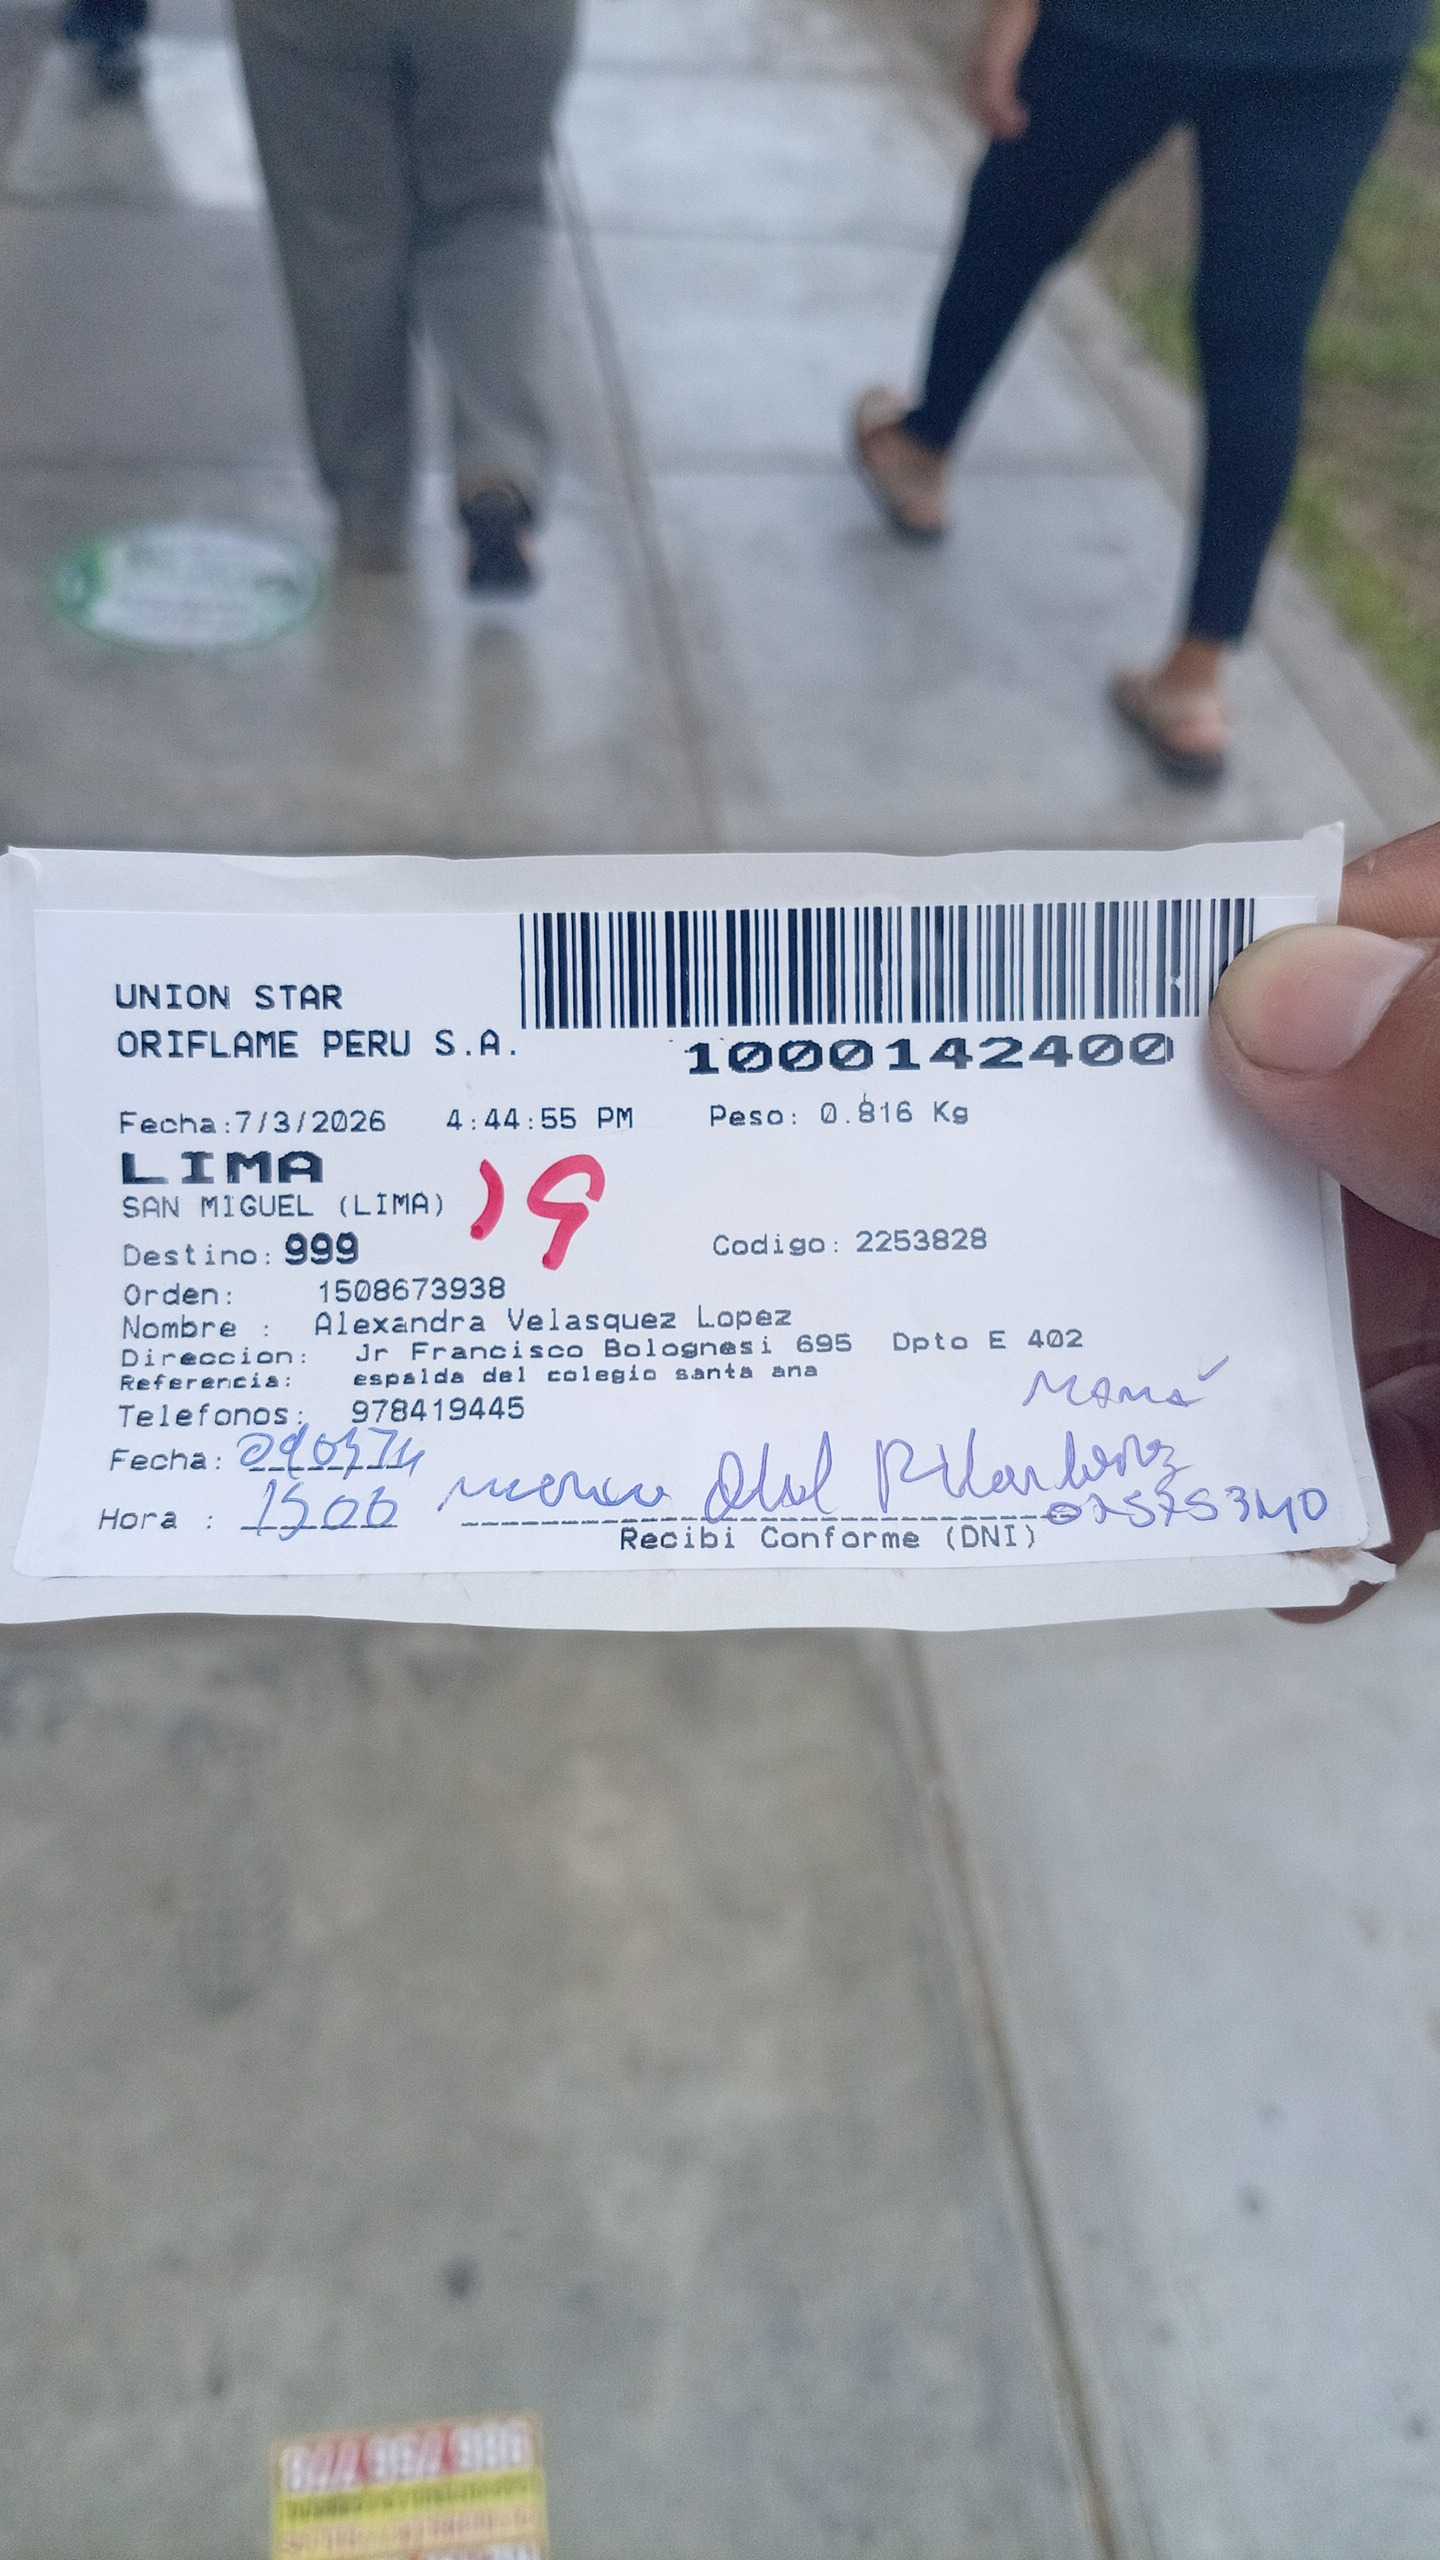 UNION STAR
ORIFLAME PERU S.A.
1000142400
Fecha:7/3/2026 4:44:55 PM Peso: 0.816 Kg
LIMA
SAN MIGUEL (LIMA)
19
Destino: 999 Codigo: 2253828
Orden: 1508673938
Nombre : Alexandra Velasquez Lopez
Direccion: Jr Francisco Bolognesi 695 Dpto E 402
Referencia: espalda del colegio santa ana
Telefonos: 978419445
Mamá
Fecha:
Pilar
Hora : 1500
Recibi Conforme (DNI)